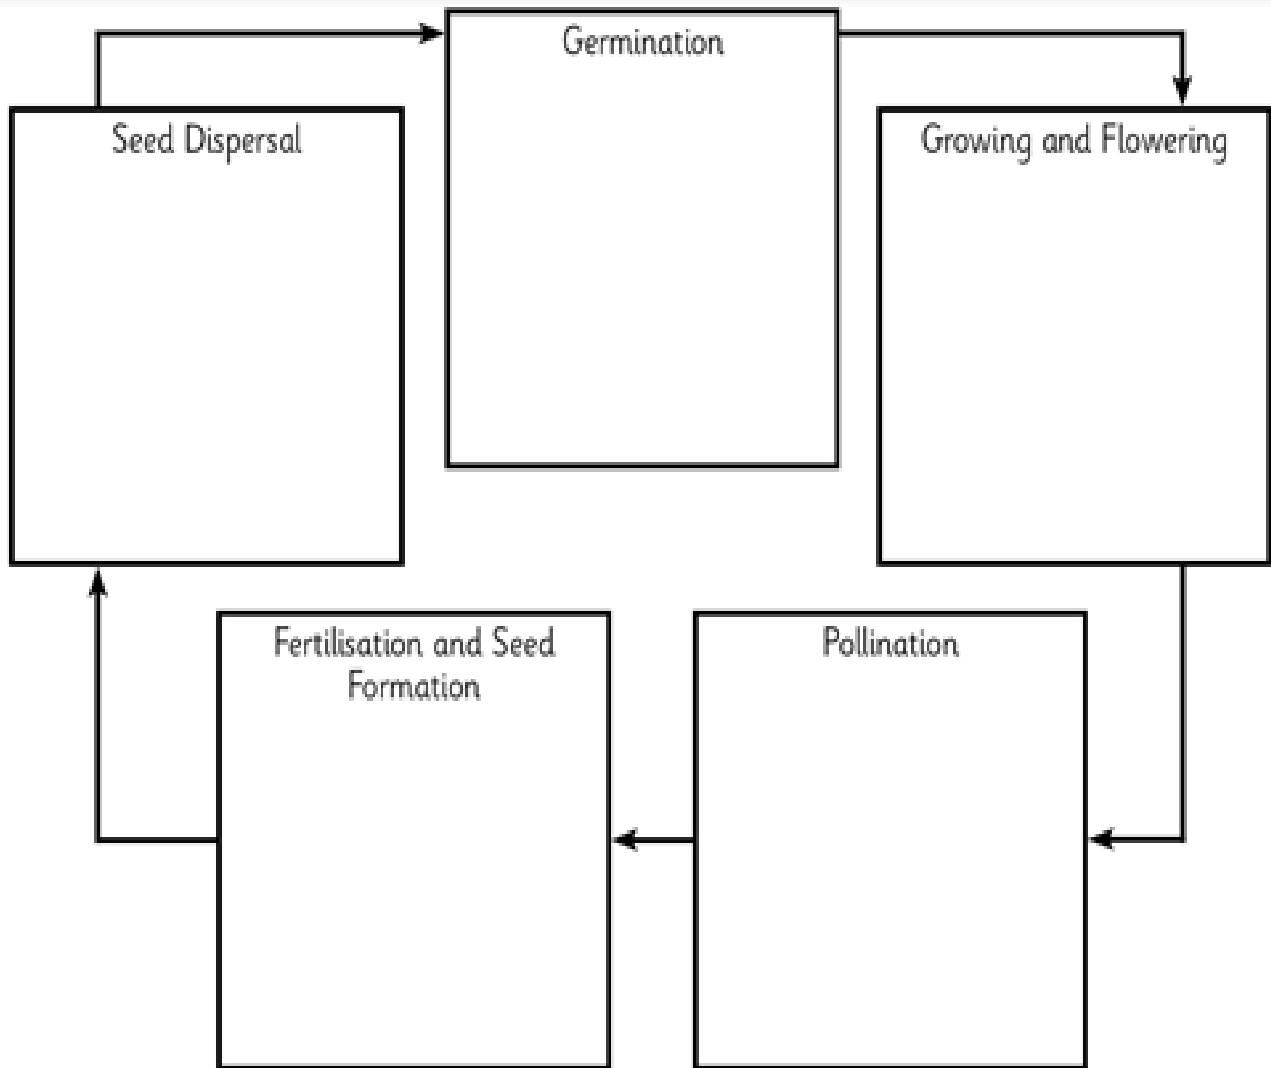 Germination
Seed Dispersal
Growing and Flowering
Fertilisation and Seed
Formation
Pollination